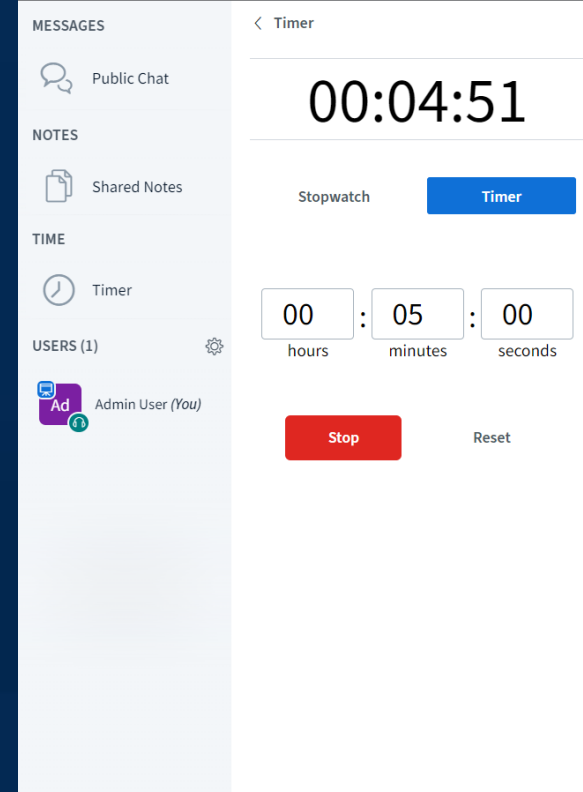 MESSAGES
Public Chat
NOTES
Shared Notes
TIME
Timer
USERS (1)
Ad
Admin User (You)
Timer
00:04:51
Stopwatch
Timer
00 : 05 : 00
hours minutes seconds
Stop
Reset